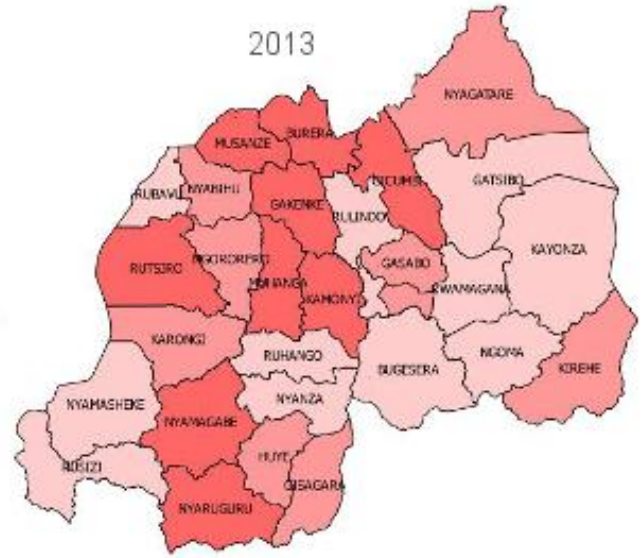 2013
NYAGATARE
BURERA
MUSANZE
GATSIBO
RUBAVU
NYABIHU
GAKENKE
RULINDO
KAYONZA
GASABO
RUTSIRO
NGORORERO
MUHANGA
KAMONYI
RWAMAGANA
KARONGI
RUHANGO
BUGESERA
NGOMA
KIREHE
NYAMASHEKE
NYANZA
NYAMAGABE
HUYE
RUSIZI
GISAGARA
NYARUGURU